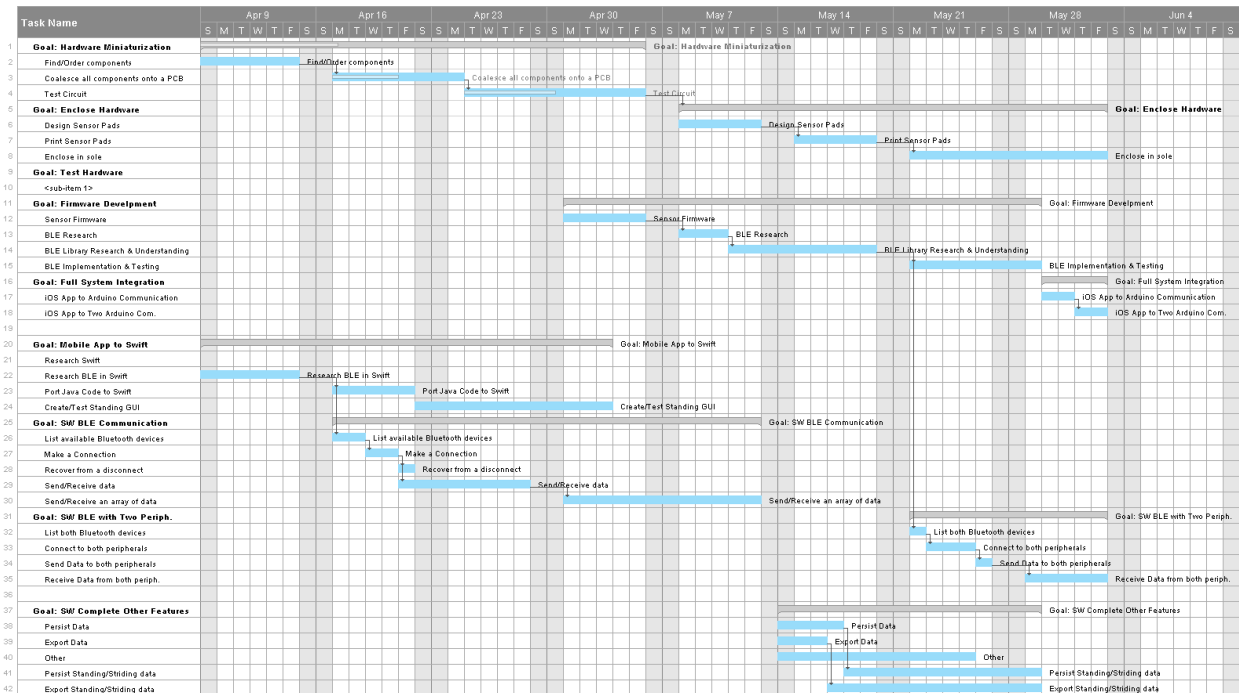 Task Name
Apr 9 Apr 16 Apr 23 Apr 30 May 7 May 14 May 21 May 28 Jun 4
S M T W T F S S M T W T F S S M T W T F S S M T W T F S S M T W T F S S M T W T F S S M T W T F S S M T W T F S S M T W T F S
1 Goal: Hardware Miniaturization Goal: Hardware Miniaturization
2 Find/Order components Find/Order components
3 Coalesce all components onto a PCB Coalesce all components onto a PCB
4 Test Circuit Test Circuit
5 Goal: Enclose Hardware Goal: Enclose Hardware
6 Design Sensor Pads Design Sensor Pads
7 Print Sensor Pads Print Sensor Pads
8 Enclose in sole Enclose in sole
9 Goal: Test Hardware
10 <sub-item 1>
11 Goal: Firmware Develpment Goal: Firmware Develpment
12 Sensor Firmware Sensor Firmware
13 BLE Research BLE Research
14 BLE Library Research & Understanding BLE Library Research & Understanding
15 BLE Implementation & Testing BLE Implementation & Testing
16 Goal: Full System Integration Goal: Full System Integration
17 iOS App to Arduino Communication iOS App to Arduino Communication
18 iOS App to Two Arduino Com. iOS App to Two Arduino Com.
19
20 Goal: Mobile App to Swift Goal: Mobile App to Swift
21 Research Swift
22 Research BLE in Swift Research BLE in Swift
23 Port Java Code to Swift Port Java Code to Swift
24 Create/Test Standing GUI Create/Test Standing GUI
25 Goal: SW BLE Communication Goal: SW BLE Communication
26 List available Bluetooth devices List available Bluetooth devices
27 Make a Connection Make a Connection
28 Recover from a disconnect Recover from a disconnect
29 Send/Receive data Send/Receive data
30 Send/Receive an array of data Send/Receive an array of data
31 Goal: SW BLE with Two Periph. Goal: SW BLE with Two Periph.
32 List both Bluetooth devices List both Bluetooth devices
33 Connect to both peripherals Connect to both peripherals
34 Send Data to both peripherals Send Data to both peripherals
35 Receive Data from both periph. Receive Data from both periph.
36
37 Goal: SW Complete Other Features Goal: SW Complete Other Features
38 Persist Data Persist Data
39 Export Data Export Data
40 Other Other
41 Persist Standing/Striding data Persist Standing/Striding data
42 Export Standing/Striding data Export Standing/Striding data